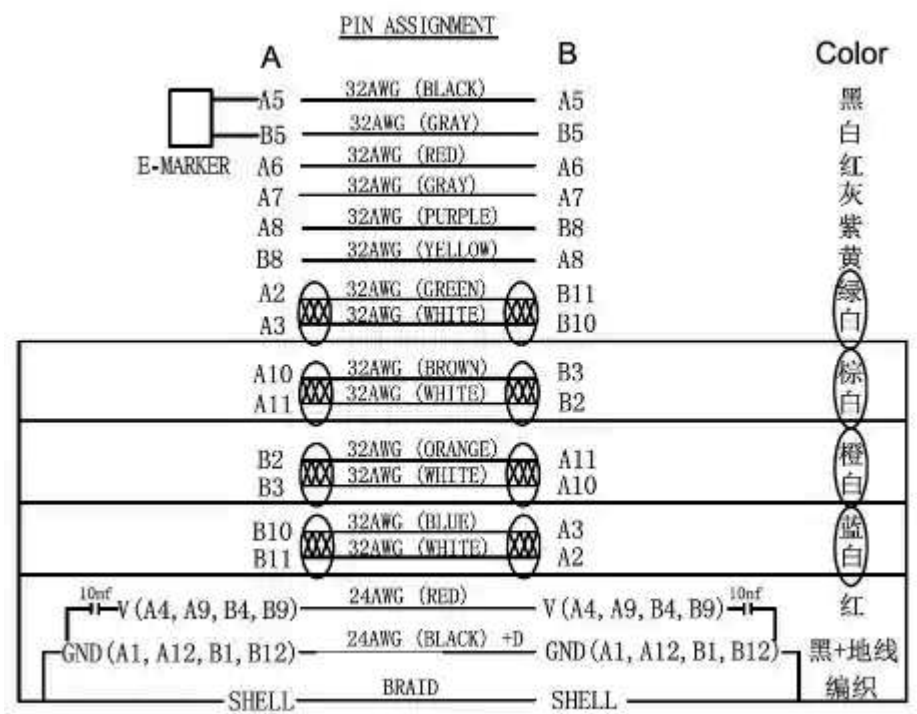 PIN ASSIGNMENT
A B Color
A5 32AWG (BLACK) A5 黑
B5 32AWG (GRAY) B5 白
E-MARKER A6 32AWG (RED) A6 红
A7 32AWG (GRAY) A7 灰
A8 32AWG (PURPLE) B8 紫
B8 32AWG (YELLOW) A8 黄
A2 32AWG (GREEN) B11 绿
A3 32AWG (WHITE) B10 白
A10 32AWG (BROWN) B3 棕
A11 32AWG (WHITE) B2 白
B2 32AWG (ORANGE) A11 橙
B3 32AWG (WHITE) A10 白
B10 32AWG (BLUE) A3 蓝
B11 32AWG (WHITE) A2 白
10nf V(A4, A9, B4, B9) 24AWG (RED) V(A4, A9, B4, B9) 10nf 红
GND(A1, A12, B1, B12) 24AWG (BLACK) +D GND(A1, A12, B1, B12) 黑+地线
SHELL BRAID SHELL 编织